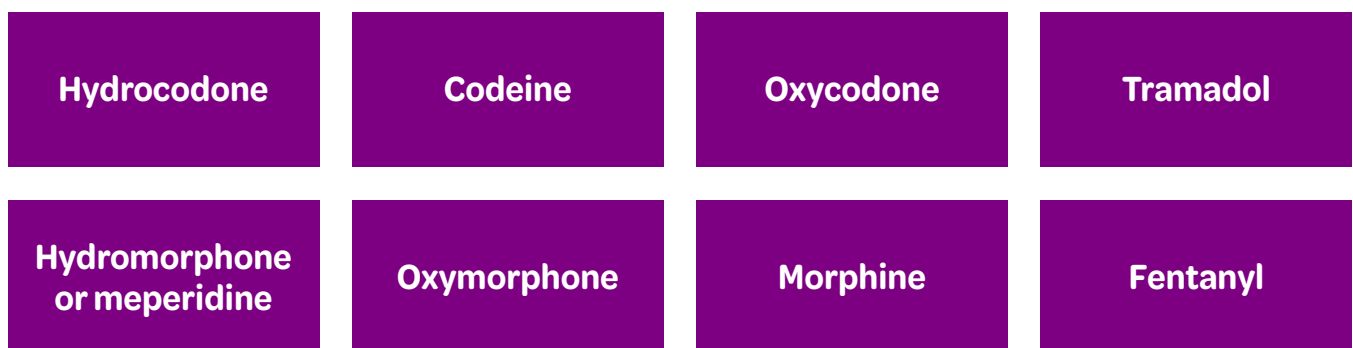 Hydrocodone
Codeine
Oxycodone
Tramadol
Hydromorphone
or meperidine
Oxymorphone
Morphine
Fentanyl